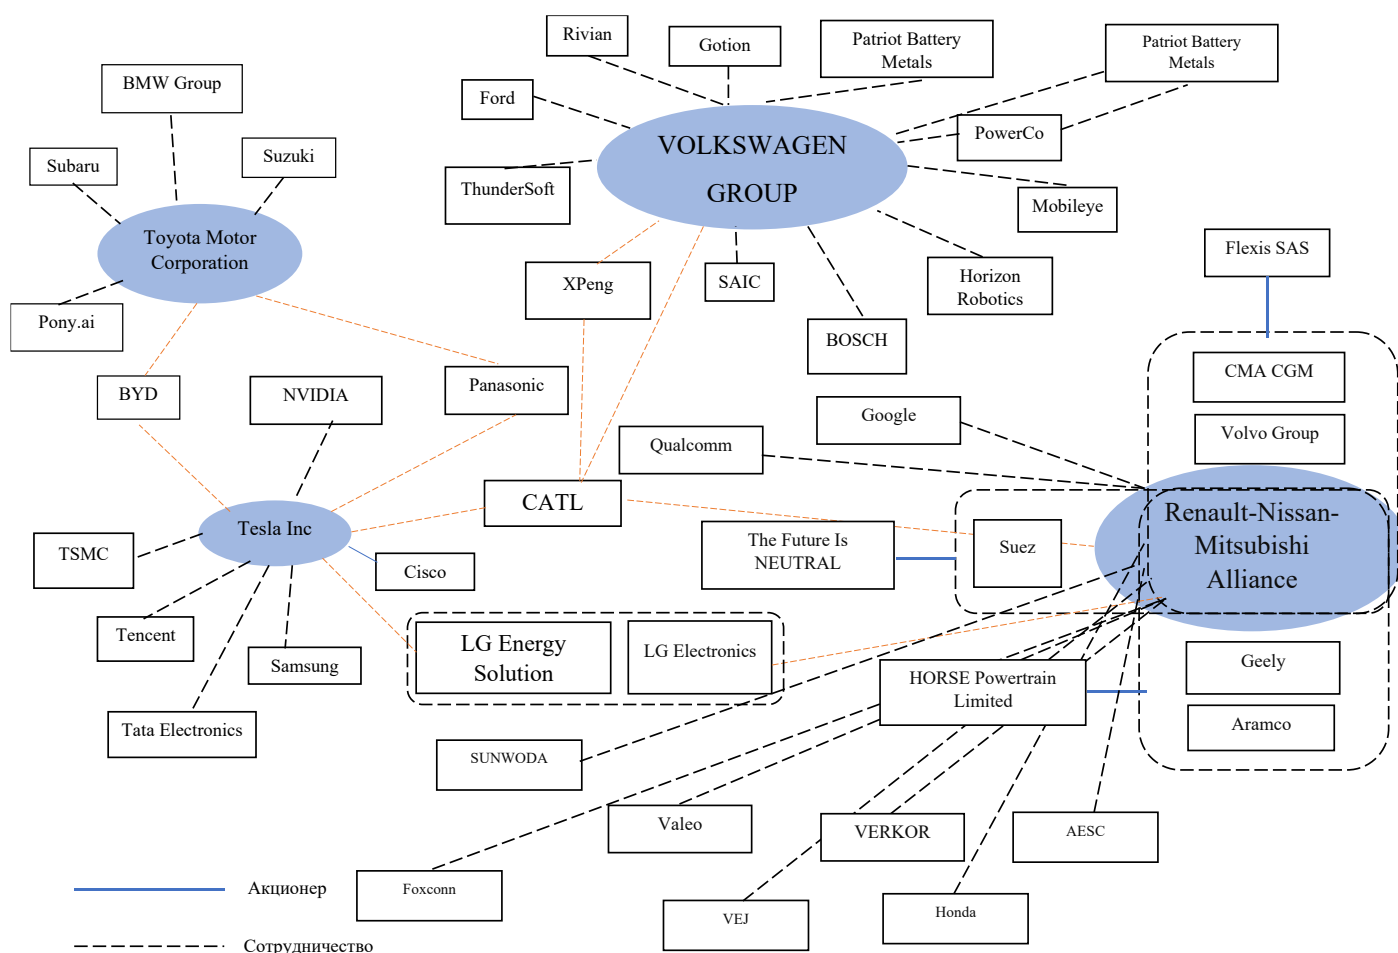 Rivian
Gotion
Patriot Battery
Metals
Patriot Battery
Metals
BMW Group
Ford
PowerCo
VOLKSWAGEN
GROUP
Subaru
Suzuki
ThunderSoft
Mobileye
Toyota Motor
Corporation
XPeng
SAIC
Horizon
Robotics
Flexis SAS
Pony.ai
BOSCH
BYD
NVIDIA
Panasonic
CMA CGM
Google
Volvo Group
Qualcomm
CATL
Renault-Nissan-
Mitsubishi
Alliance
Tesla Inc
The Future Is
NEUTRAL
Suez
TSMC
Cisco
Tencent
Samsung
LG Energy
Solution
LG Electronics
HORSE Powertrain
Limited
Geely
Tata Electronics
Aramco
SUNWODA
Valeo
VERKOR
AESC
Foxconn
VEJ
Honda
Акционер
Сотрудничество